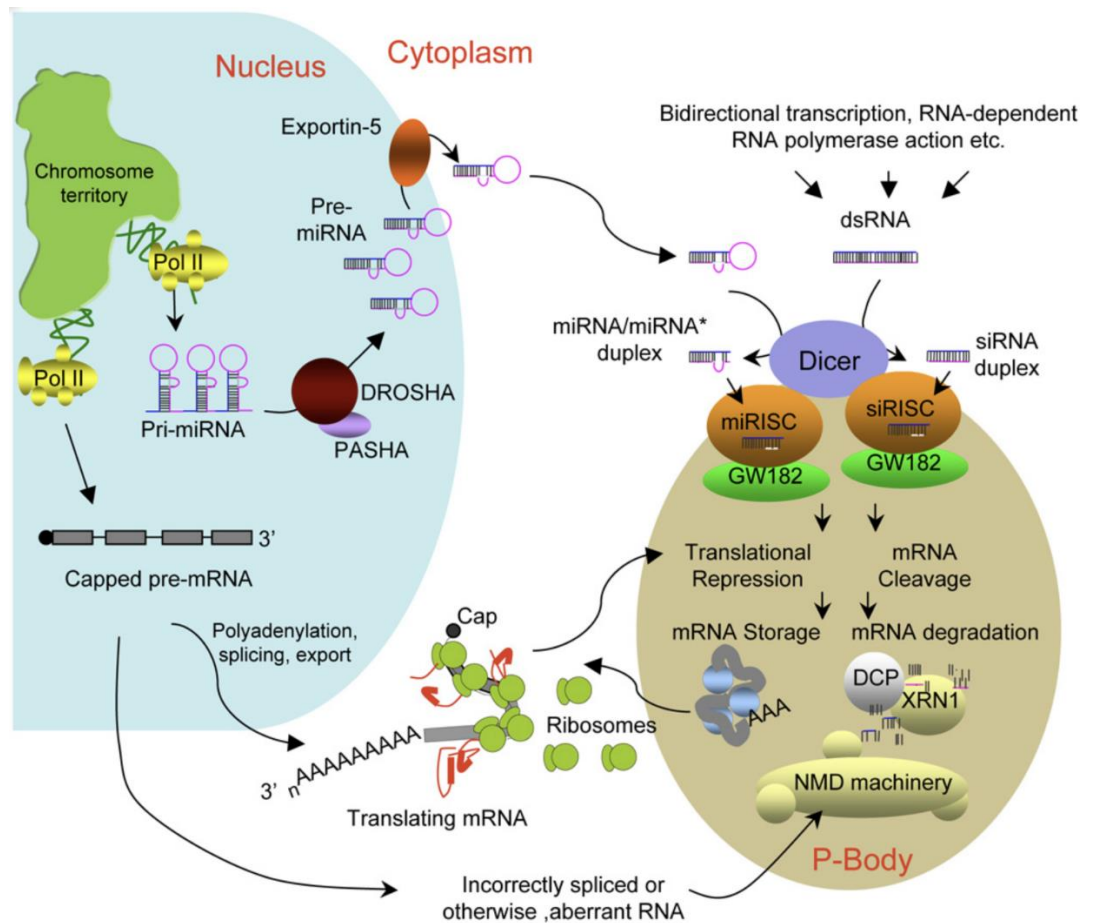 Nucleus
Cytoplasm
Exportin-5
Bidirectional transcription, RNA-dependent
RNA polymerase action etc.
Chromosome
territory
Pre-
miRNA
dsRNA
Pol II
Pol II
miRNA/miRNA*
duplex
Dicer
siRNA
duplex
DROSHA
PASHA
Pri-miRNA
miRISC
siRISC
GW182
GW182
3’
Capped pre-mRNA
Translational
Repression
mRNA
Cleavage
Polyadenylation,
splicing, export
Cap
mRNA Storage
mRNA degradation
DCP
XRN1
AAA
Ribosomes
3’ nAAAAAAAAA
Translating mRNA
NMD machinery
P-Body
Incorrectly spliced or
otherwise ,aberrant RNA